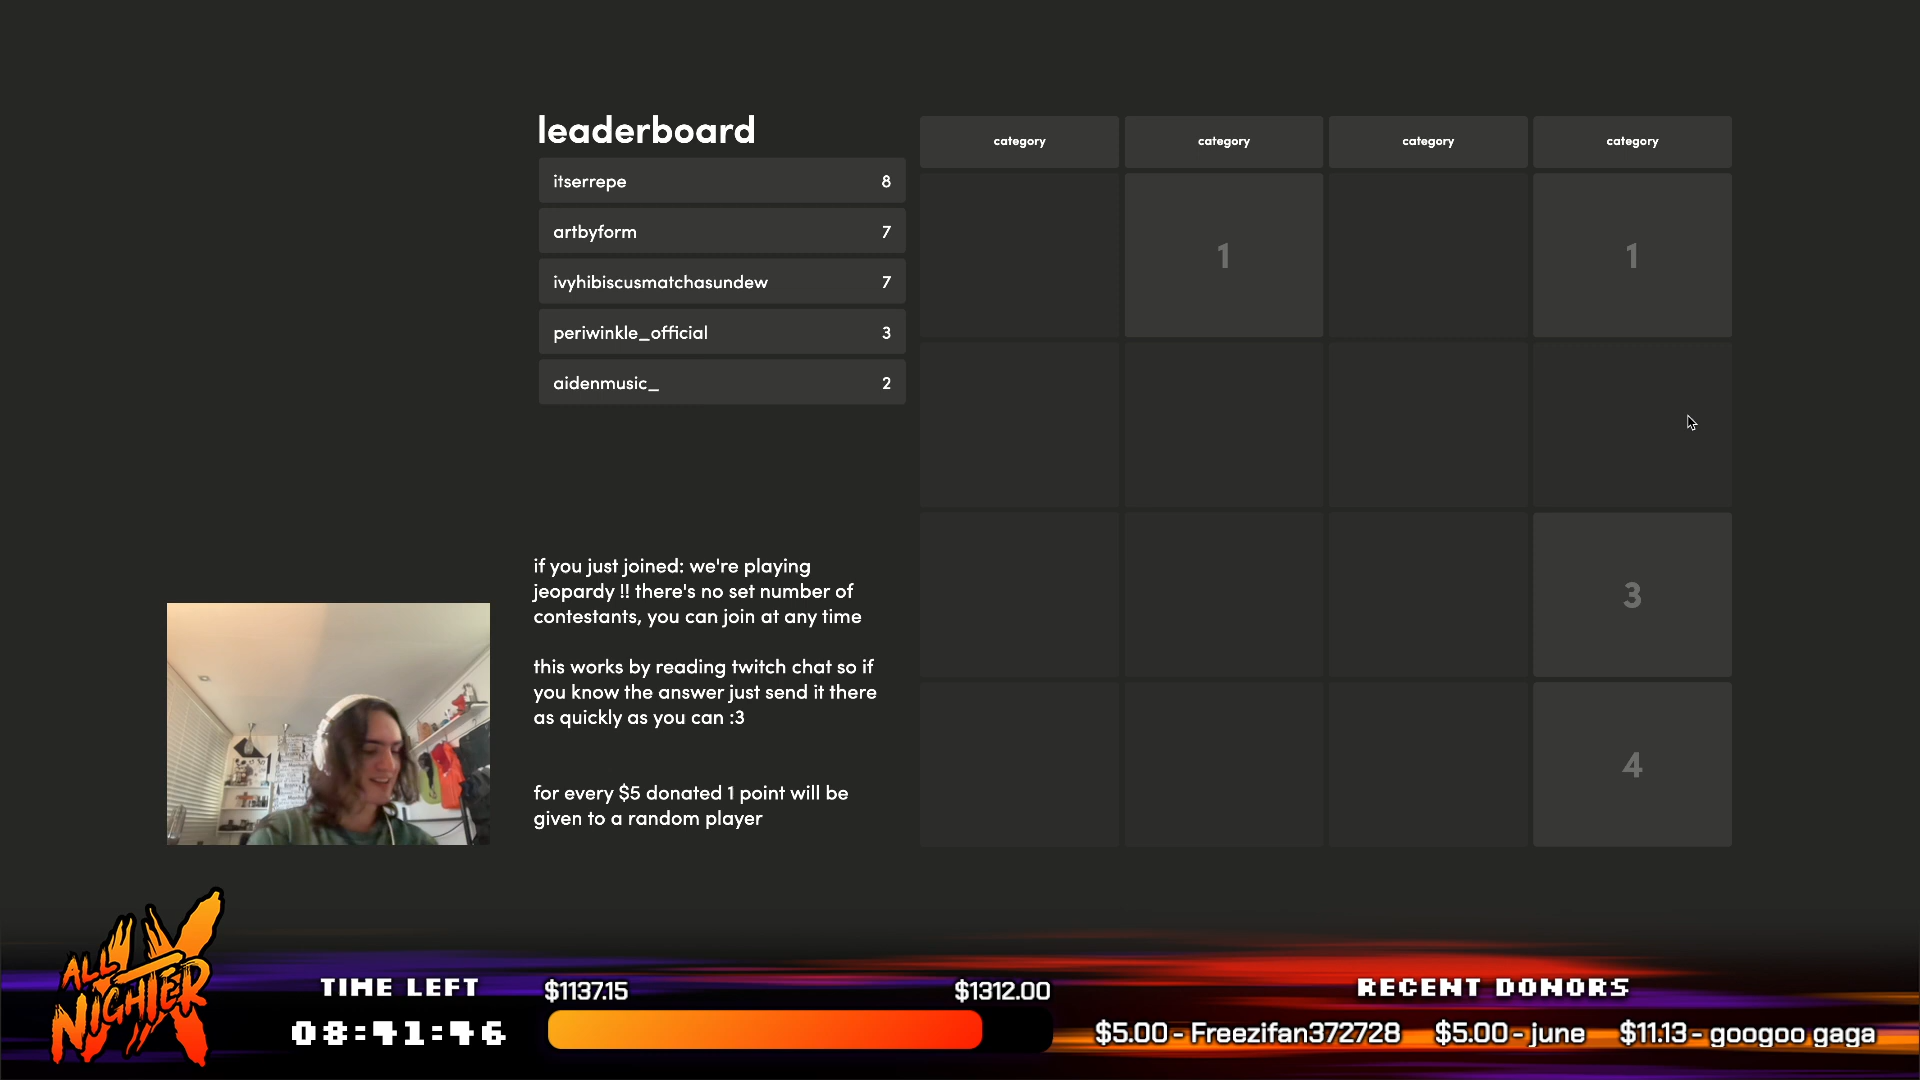 leaderboard
itserrepe 8
artbyform 7
ivyhibiscusmatchasundew 7
periwinkle_official 3
aidenmusic_ 2
category category category category
1 1
3
4
if you just joined: we're playing
jeopardy !! there's no set number of
contestants, you can join at any time
this works by reading twitch chat so if
you know the answer just send it there
as quickly as you can :3
for every $5 donated 1 point will be
given to a random player
ALL
NIGHTER
TIME LEFT
08:41:46
$1137.15 $1312.00
RECENT DONORS
$5.00 - Freezifan372728 $5.00 - june $11.13 - googoo gaga